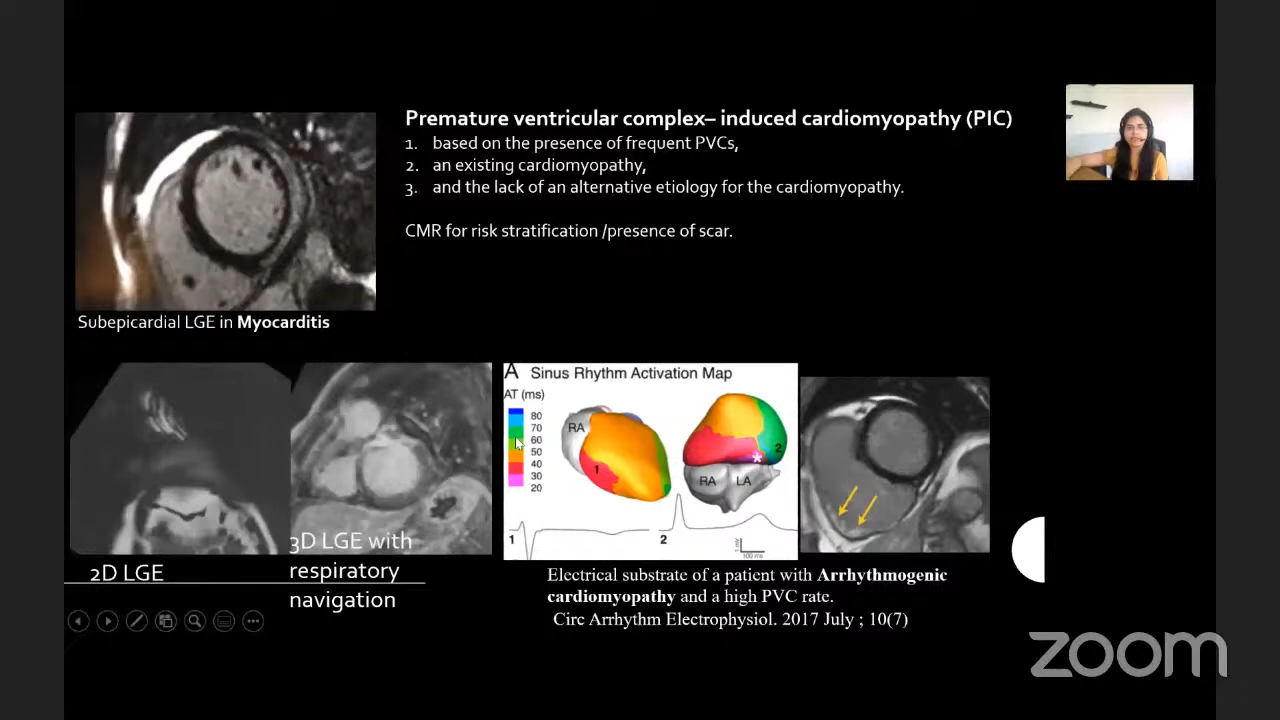 Premature ventricular complex– induced cardiomyopathy (PIC)
1. based on the presence of frequent PVCs,
2. an existing cardiomyopathy,
3. and the lack of an alternative etiology for the cardiomyopathy.
CMR for risk stratification /presence of scar.
Subepicardial LGE in Myocarditis
2D LGE
3D LGE with
respiratory
navigation
A Sinus Rhythm Activation Map
AT (ms)
80
70
60
50
40
30
20
RA
1
2
*
RA LA
1
2
1 mV
100 ms
Electrical substrate of a patient with Arrhythmogenic
cardiomyopathy and a high PVC rate.
Circ Arrhythm Electrophysiol. 2017 July ; 10(7)
zoom